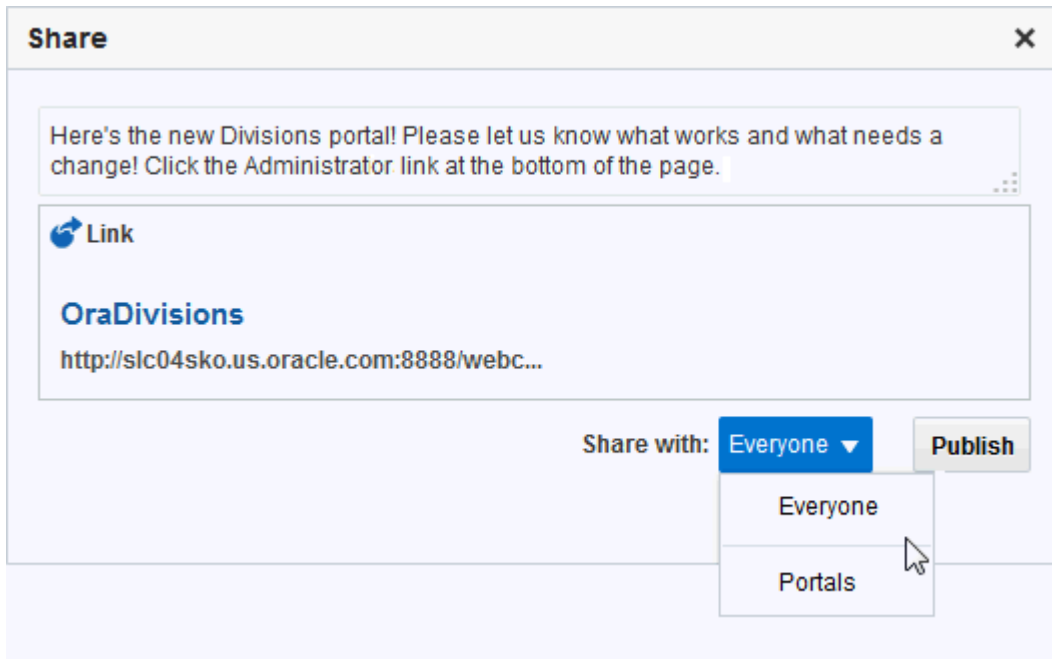 Share
Here's the new Divisions portal! Please let us know what works and what needs a
change! Click the Administrator link at the bottom of the page.
Link
OraDivisions
http://slc04sko.us.oracle.com:8888/webc...
Share with: Everyone Publish
Everyone
Portals